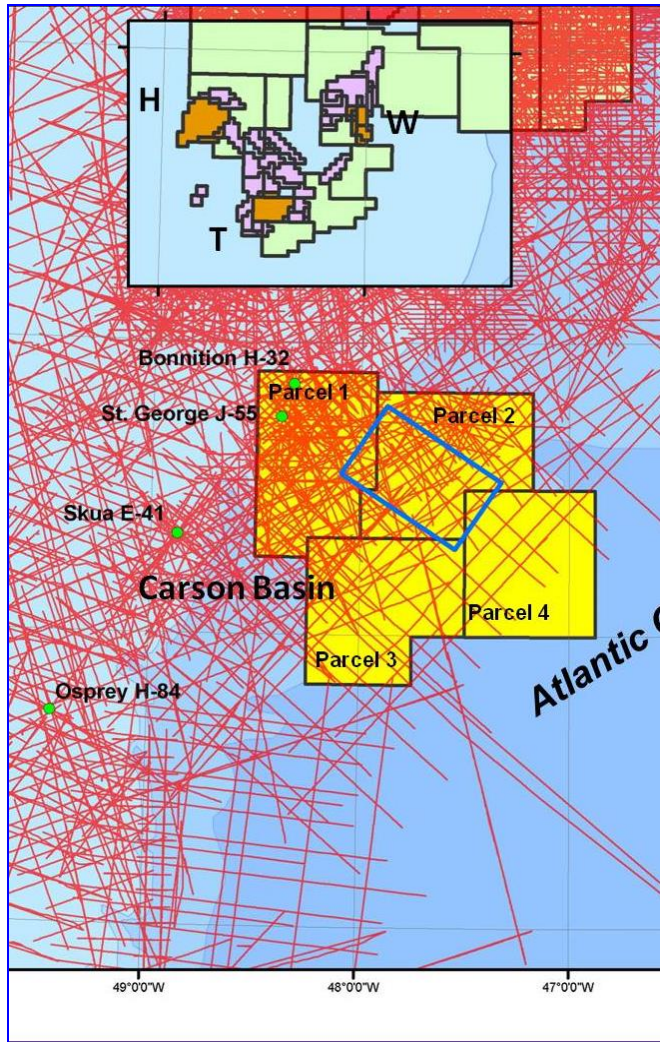 H
W
T
Bonnition H-32
Parcel 1
St. George J-55
Parcel 2
Skua E-41
Carson Basin
Parcel 4
Parcel 3
Osprey H-84
Atlantic
49°0'0"W
48°0'0"W
47°0'0"W